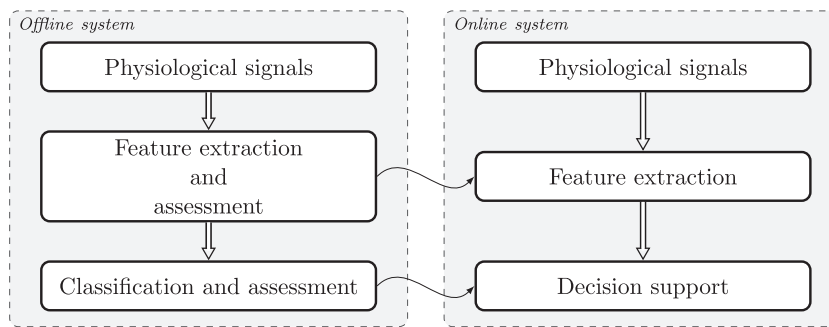 Offline system
Physiological signals
Feature extraction
and
assessment
Classification and assessment
Online system
Physiological signals
Feature extraction
Decision support